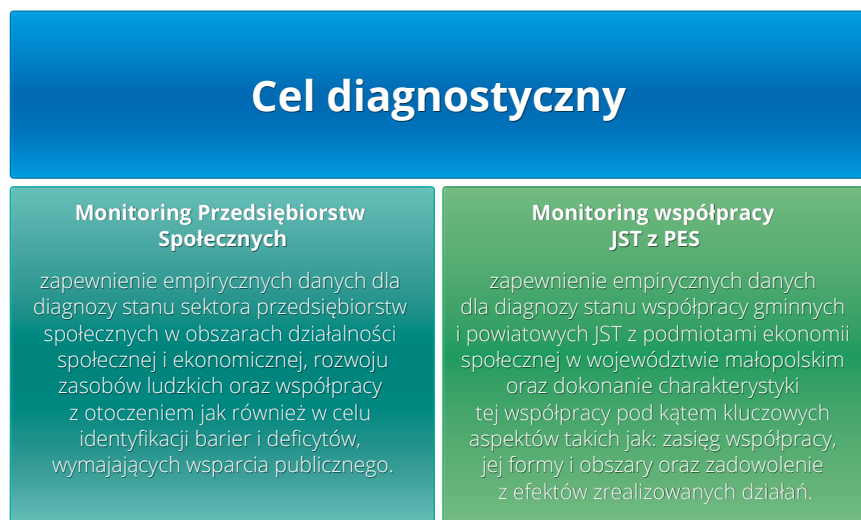 Cel diagnostyczny
Monitoring Przedsiębiorstw
Społecznych
zapewnienie empirycznych danych dla
diagnozy stanu sektora przedsiębiorstw
społecznych w obszarach działalności
społecznej i ekonomicznej, rozwoju
zasobów ludzkich oraz współpracy
z otoczeniem jak również w celu
identyfikacji barier i deficytów,
wymajających wsparcia publicznego.
Monitoring współpracy
JST z PES
zapewnienie empirycznych danych
dla diagnozy stanu współpracy gminnych
i powiatowych JST z podmiotami ekonomii
społecznej w województwie małopolskim
oraz dokonanie charakterystyki
tej współpracy pod kątem kluczowych
aspektów takich jak: zasięg współpracy,
jej formy i obszary oraz zadowolenie
z efektów zrealizowanych działań.